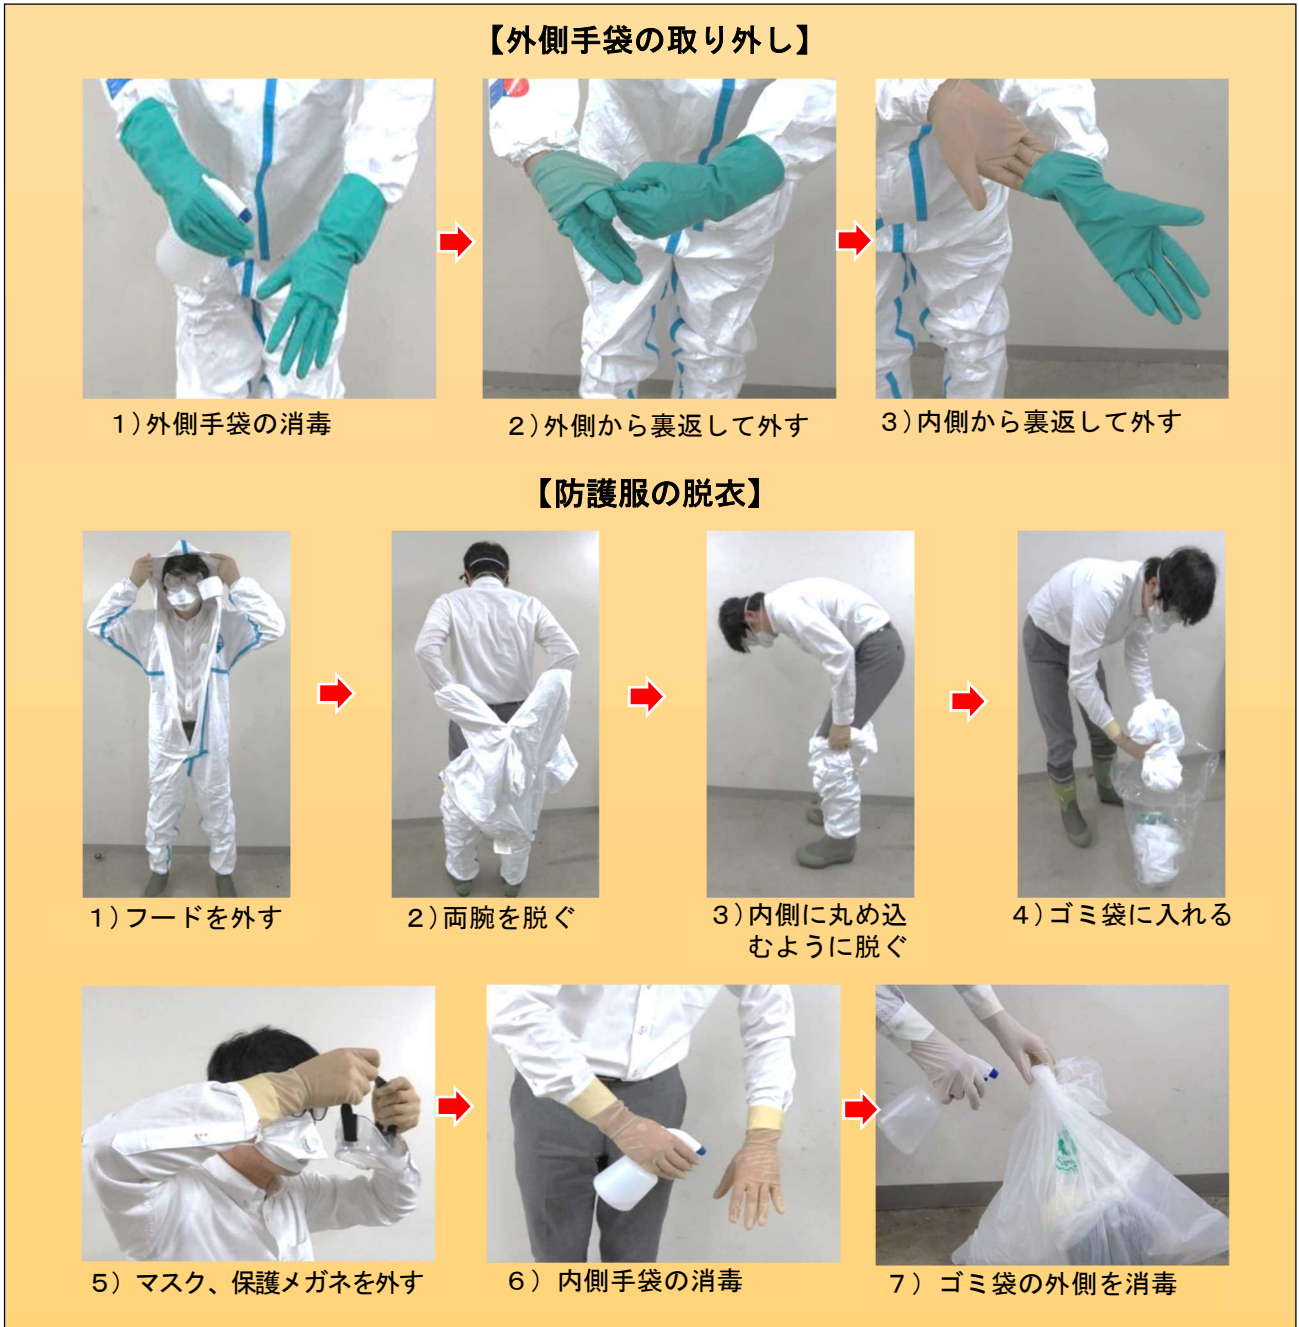 【外側手袋の取り外し】
1)外側手袋の消毒
2)外側から裏返して外す
3)内側から裏返して外す
【防護服の脱衣】
1)フードを外す
2)両腕を脱ぐ
3)内側に丸め込
むように脱ぐ
4)ゴミ袋に入れる
5)マスク、保護メガネを外す
6)内側手袋の消毒
7)ゴミ袋の外側を消毒